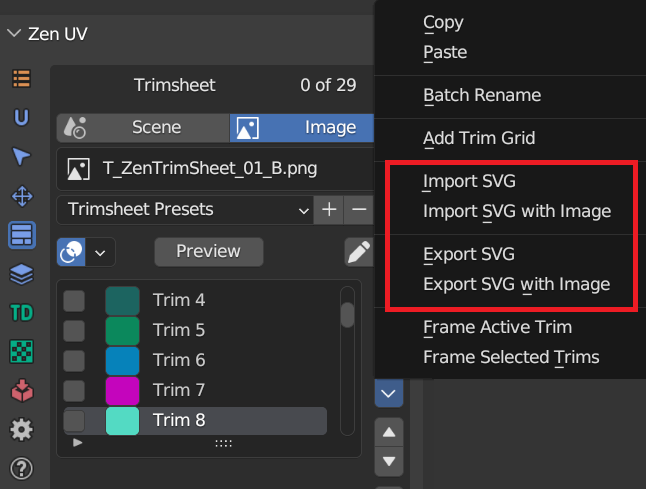 Zen UV
Trimsheet 0 of 29
Scene Image
T_ZenTrimSheet_01_B.png
Trimsheet Presets
Preview
Trim 4
Trim 5
Trim 6
Trim 7
Trim 8
TD
Copy
Paste
Batch Rename
Add Trim Grid
Import SVG
Import SVG with Image
Export SVG
Export SVG with Image
Frame Active Trim
Frame Selected Trims